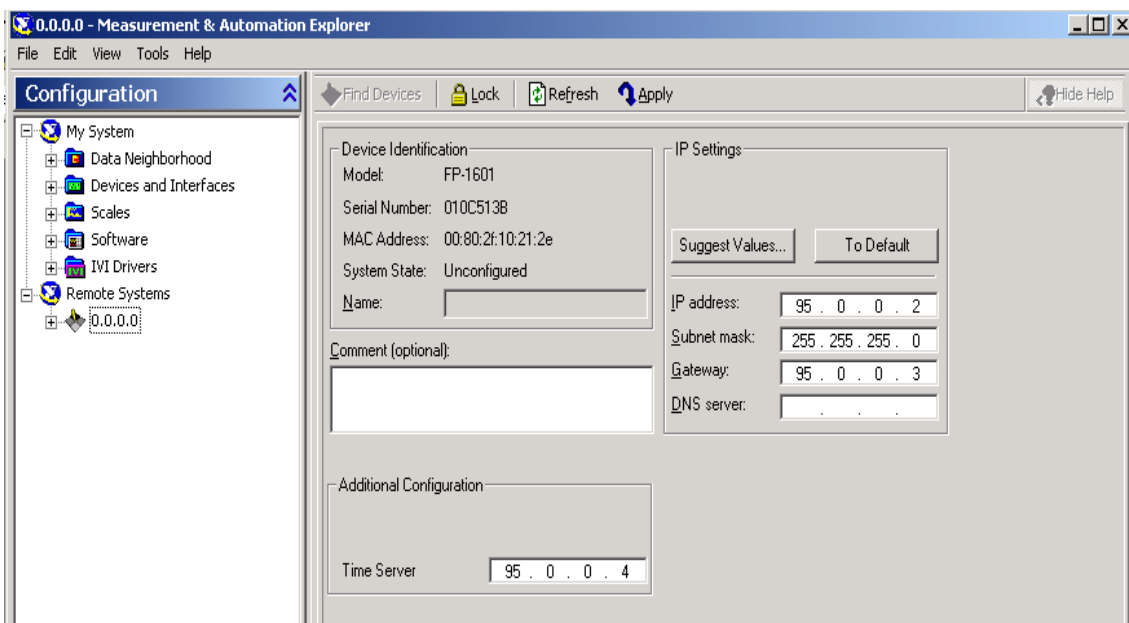 0.0.0.0 - Measurement & Automation Explorer
File Edit View Tools Help
Configuration
Find Devices Lock Refresh Apply Hide Help
My System
Data Neighborhood
Devices and Interfaces
Scales
Software
IVI Drivers
Remote Systems
0.0.0.0
Device Identification
Model: FP-1601
Serial Number: 010C513B
MAC Address: 00:80:2f:10:21:2e
System State: Unconfigured
Name:
Comment (optional):
IP Settings
Suggest Values... To Default
IP address: 95 . 0 . 0 . 2
Subnet mask: 255 . 255 . 255 . 0
Gateway: 95 . 0 . 0 . 3
DNS server: . . .
Additional Configuration
Time Server 95 . 0 . 0 . 4